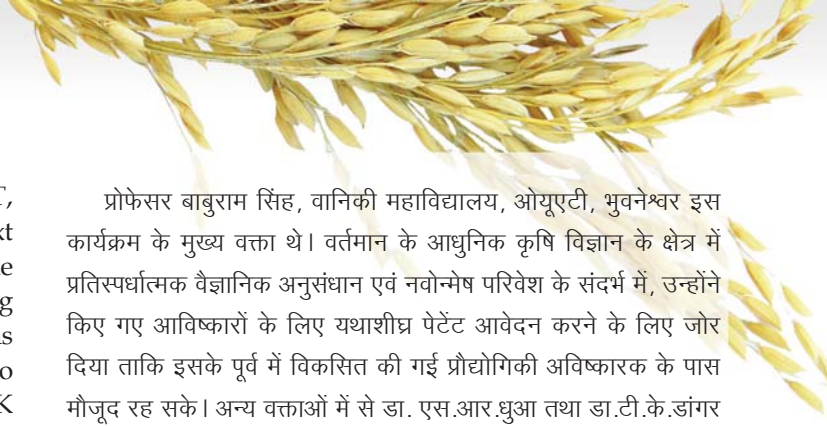 T,
xt
e
g
s
o
K
प्रोफेसर बाबुराम सिंह, वानिकी महाविद्यालय, ओयूएटी, भुवनेश्वर इस
कार्यक्रम के मुख्य वक्ता थे। वर्तमान के आधुनिक कृषि विज्ञान के क्षेत्र में
प्रतिस्पर्धात्मक वैज्ञानिक अनुसंधान एवं नवोन्मेष परिवेश के संदर्भ में, उन्होंने
किए गए आविष्कारों के लिए यथाशीघ्र पेटेंट आवेदन करने के लिए जोर
दिया ताकि इसके पूर्व में विकसित की गई प्रौद्योगिकी अविष्कारक के पास
मौजूद रह सके। अन्य वक्ताओं में से डा. एस.आर.धुआ तथा डा.टी.के.डांगर